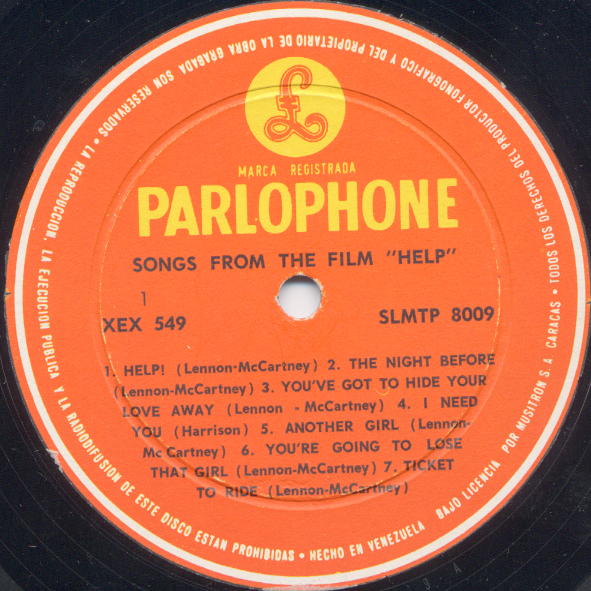 MARCA REGISTRADA
PARLOPHONE
SONGS FROM THE FILM "HELP"
1
XEX 549 SLMTP 8009
1. HELP! (Lennon-McCartney) 2. THE NIGHT BEFORE
(Lennon-McCartney) 3. YOU'VE GOT TO HIDE YOUR
LOVE AWAY (Lennon - McCartney) 4. I NEED
YOU (Harrison) 5. ANOTHER GIRL (Lennon-
Mc Cartney) 6. YOU'RE GOING TO LOSE
THAT GIRL (Lennon-McCartney) 7. TICKET
TO RIDE (Lennon-McCartney)
TODOS LOS DERECHOS DEL PRODUCTOR FONOGRAFICO Y DEL PROPIETARIO DE LA OBRA GRABADA SON RESERVADOS • LA REPRODUCCION, LA EJECUCION PUBLICA Y LA RADIODIFUSION DE ESTE DISCO ESTAN PROHIBIDAS • HECHO EN VENEZUELA BAJO LICENCIA POR MUSITRON S.A. CARACAS •